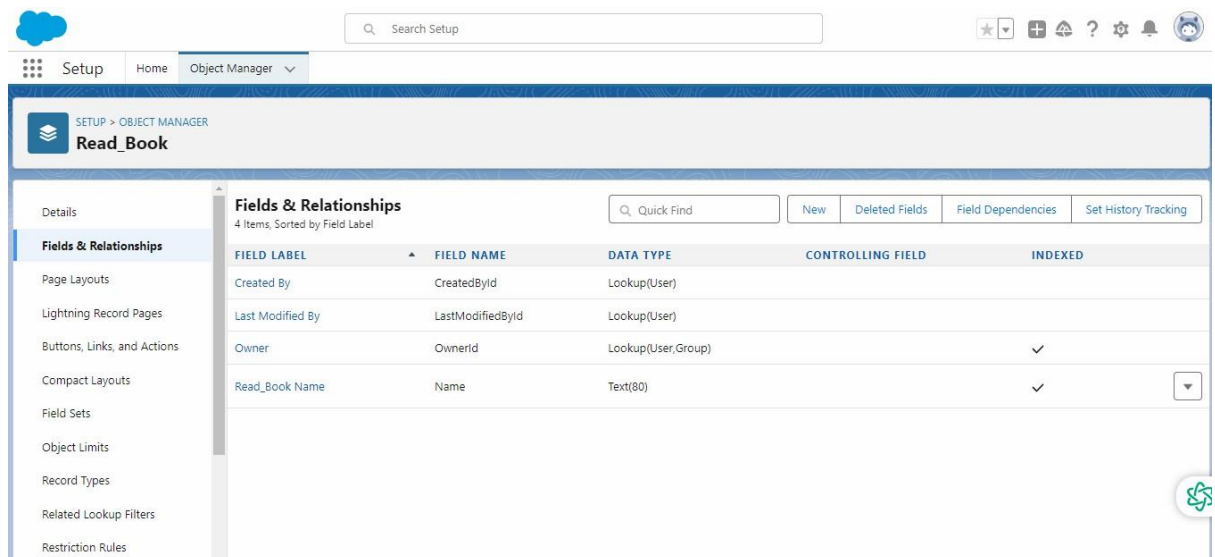 Search Setup
Setup Home Object Manager
SETUP > OBJECT MANAGER
Read_Book
Details
Fields & Relationships
Page Layouts
Lightning Record Pages
Buttons, Links, and Actions
Compact Layouts
Field Sets
Object Limits
Record Types
Related Lookup Filters
Restriction Rules
Fields & Relationships
4 Items, Sorted by Field Label
Quick Find
New Deleted Fields Field Dependencies Set History Tracking
FIELD LABEL FIELD NAME DATA TYPE CONTROLLING FIELD INDEXED
Created By CreatedById Lookup(User)
Last Modified By LastModifiedById Lookup(User)
Owner OwnerId Lookup(User,Group)
Read_Book Name Name Text(80)